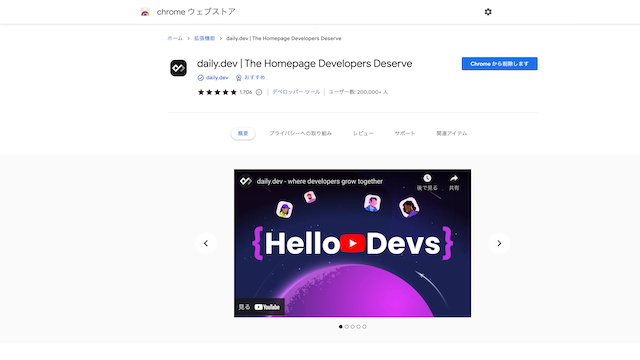 chrome ウェブストア
ホーム > 拡張機能 > daily.dev | The Homepage Developers Deserve
daily.dev | The Homepage Developers Deserve
Chrome から削除します
daily.dev おすすめ
★★★★★ 1,706 デベロッパー ツール ユーザー数: 200,000+ 人
概要 プライバシーへの取り組み レビュー サポート 関連アイテム
daily.dev - where developers grow together
後で見る 共有
{Hello Devs}
見る YouTube